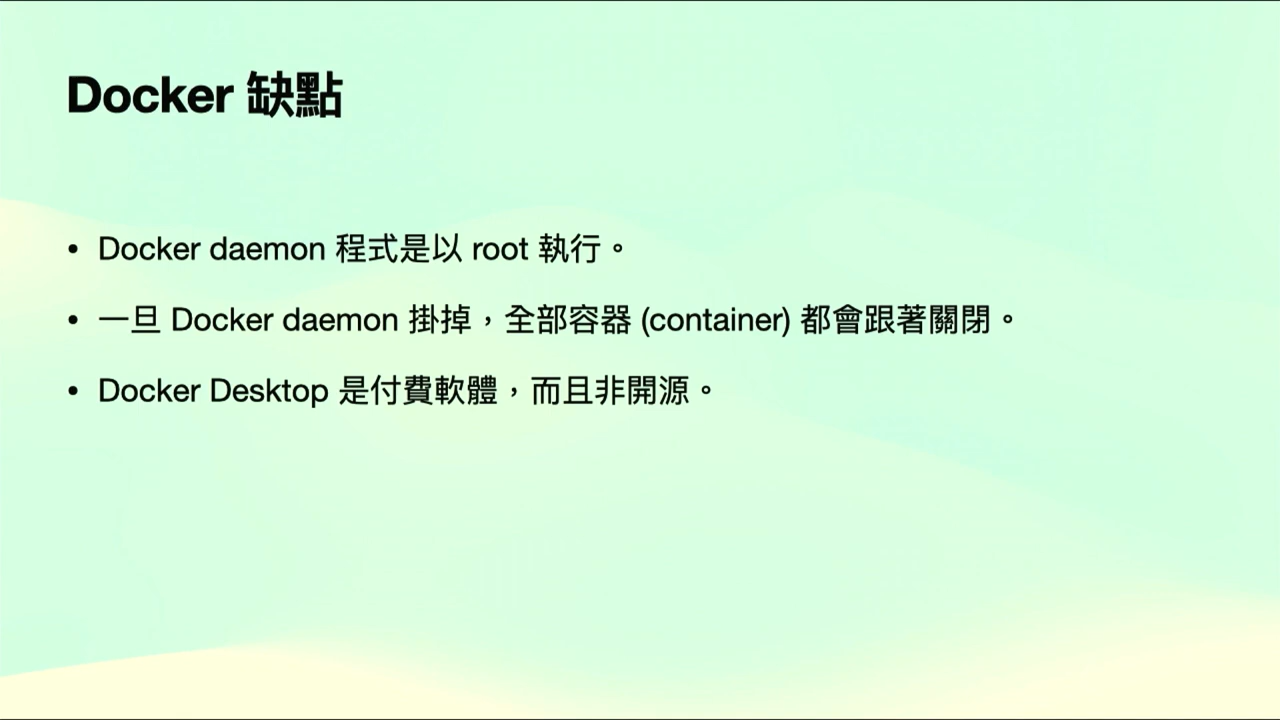 Docker 缺點
• Docker daemon 程式是以 root 執行。
• 一旦 Docker daemon 掛掉，全部容器 (container) 都會跟著關閉。
• Docker Desktop 是付費軟體，而且非開源。